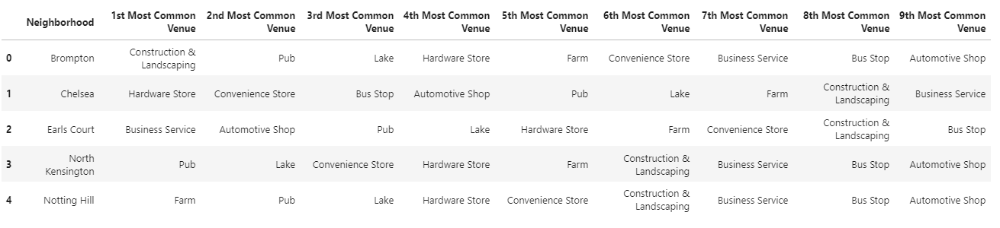 Neighborhood 1st Most Common Venue 2nd Most Common Venue 3rd Most Common Venue 4th Most Common Venue 5th Most Common Venue 6th Most Common Venue 7th Most Common Venue 8th Most Common Venue 9th Most Common Venue
0 Brompton Construction & Landscaping Pub Lake Hardware Store Farm Convenience Store Business Service Bus Stop Automotive Shop
1 Chelsea Hardware Store Convenience Store Bus Stop Automotive Shop Pub Lake Farm Construction & Landscaping Business Service
2 Earls Court Business Service Automotive Shop Pub Lake Hardware Store Farm Convenience Store Construction & Landscaping Bus Stop
3 North Kensington Pub Lake Convenience Store Hardware Store Farm Construction & Landscaping Business Service Bus Stop Automotive Shop
4 Notting Hill Farm Pub Lake Hardware Store Convenience Store Construction & Landscaping Business Service Bus Stop Automotive Shop